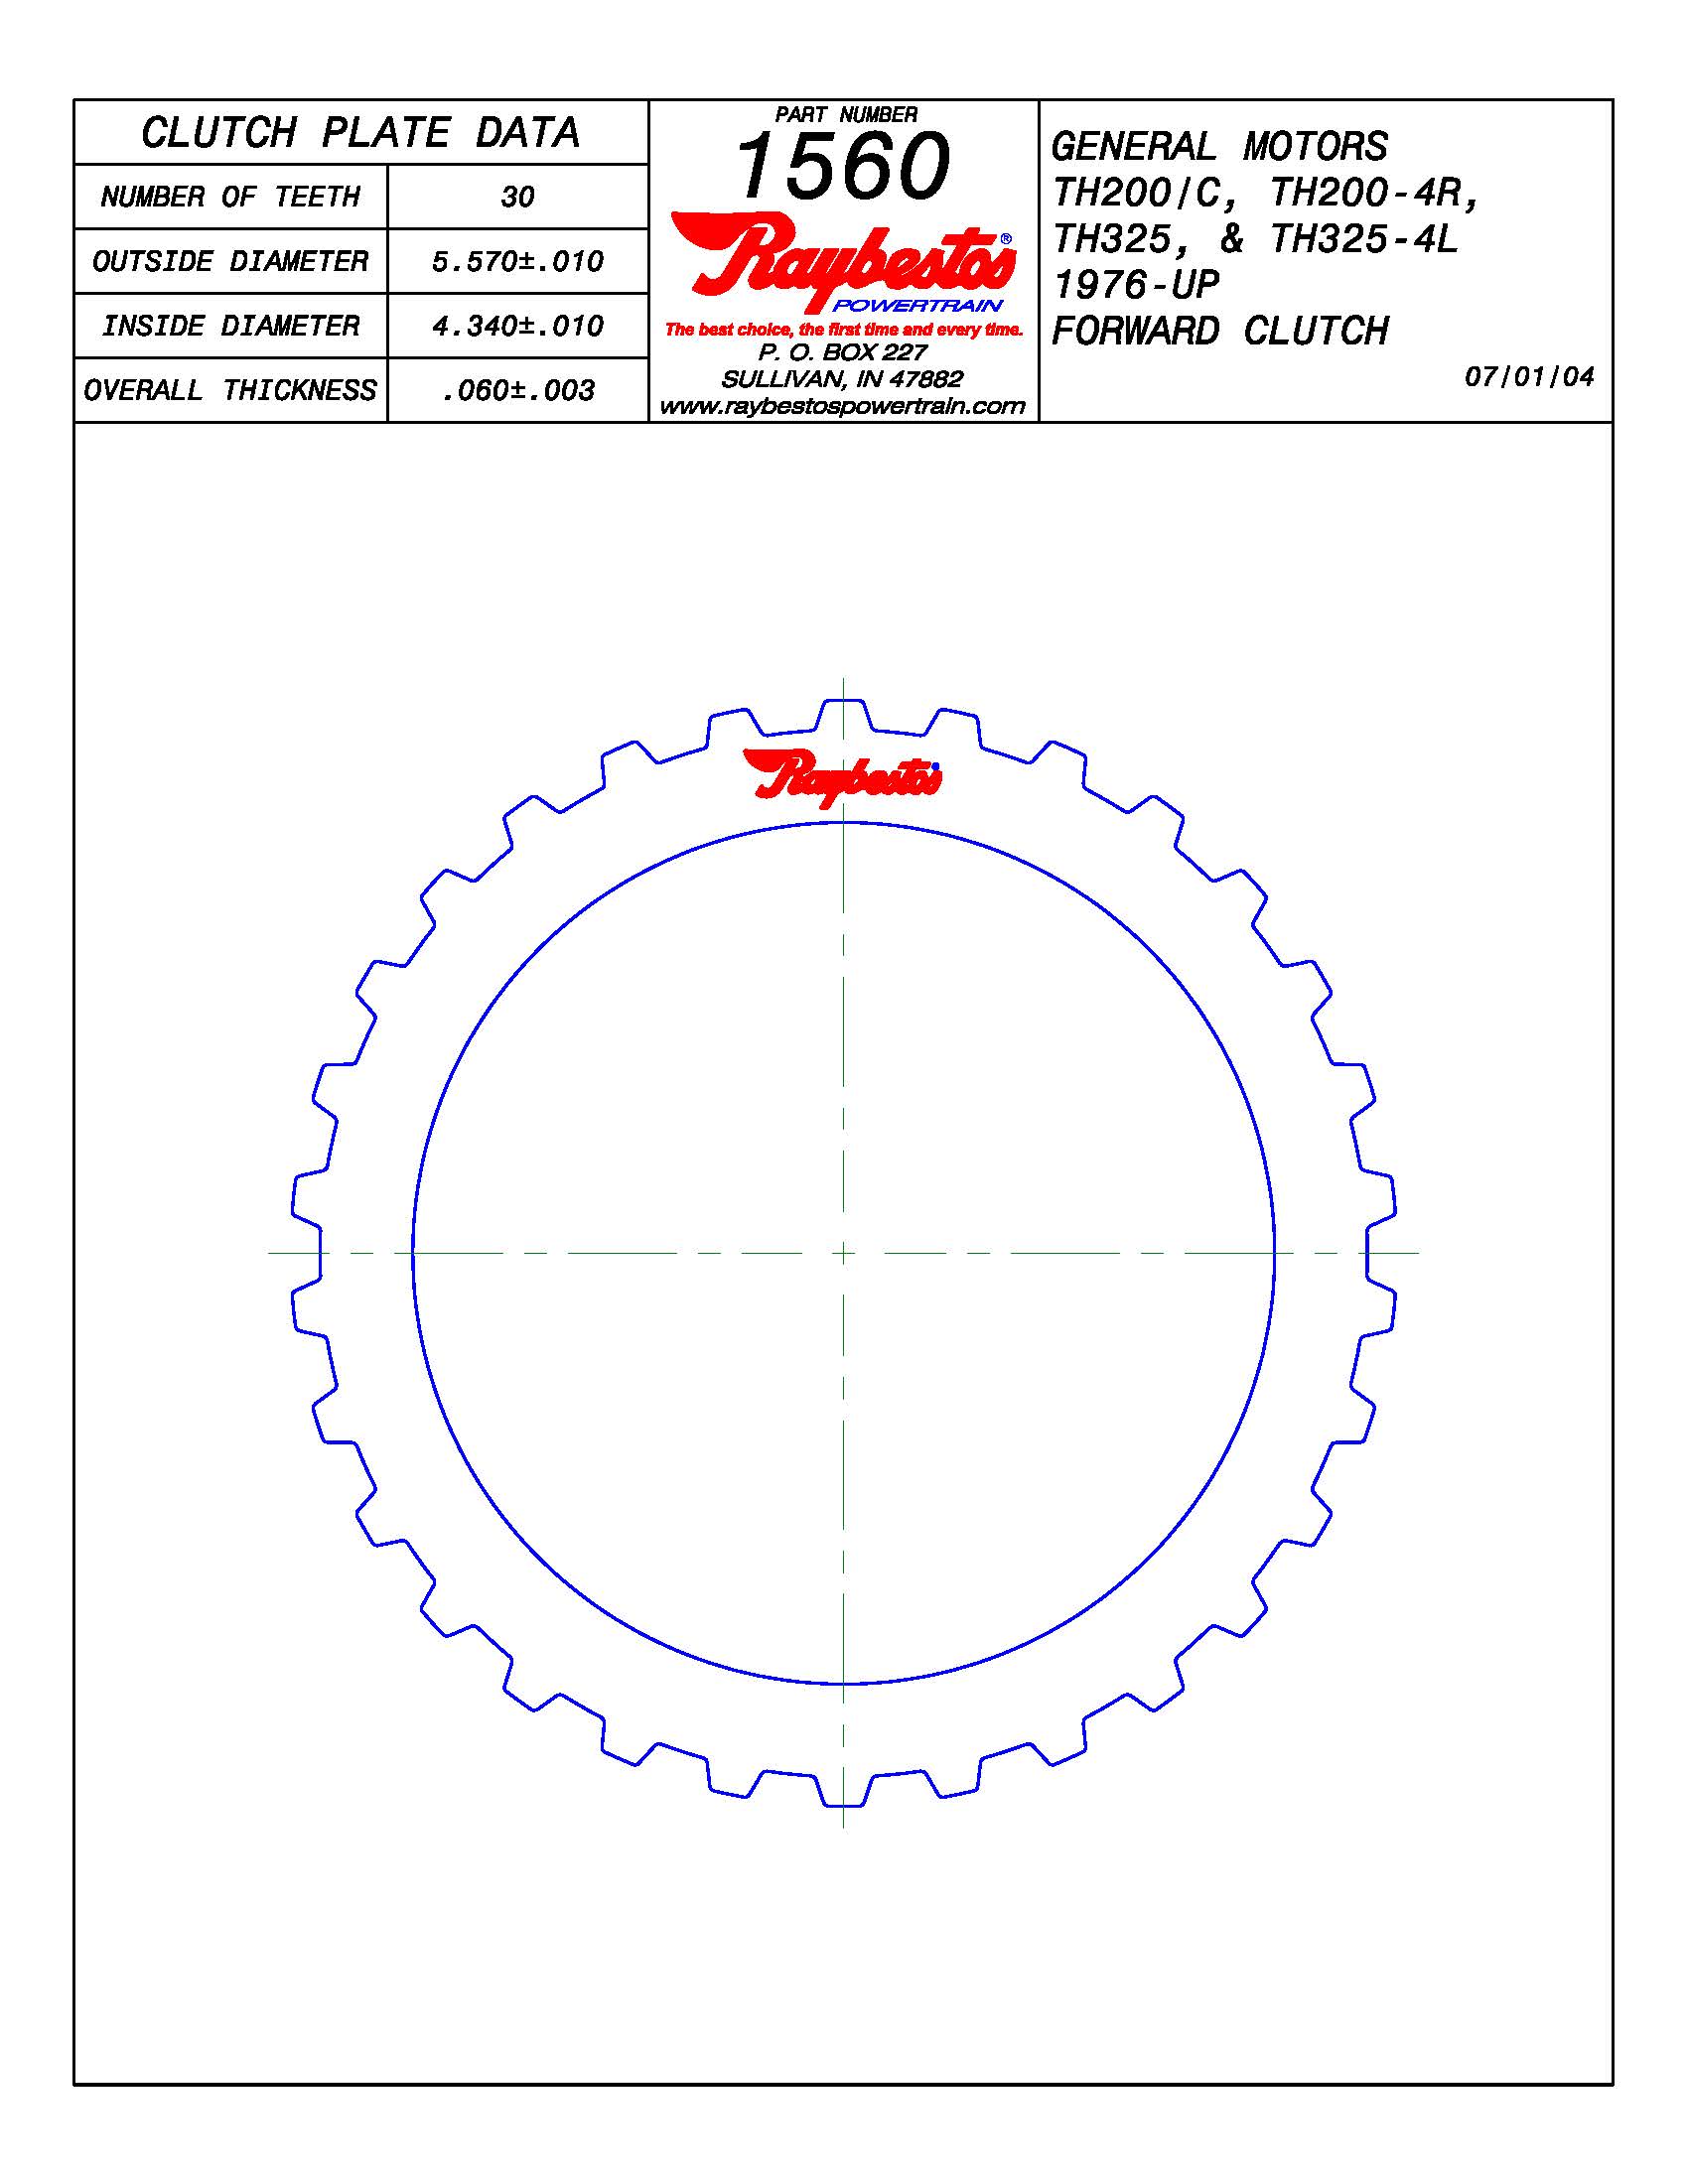 CLUTCH PLATE DATA
NUMBER OF TEETH 30
OUTSIDE DIAMETER 5.570±.010
INSIDE DIAMETER 4.340±.010
OVERALL THICKNESS .060±.003
PART NUMBER
1560
Raybestos®
POWERTRAIN
The best choice, the first time and every time.
P. O. BOX 227
SULLIVAN, IN 47882
www.raybestospowertrain.com
GENERAL MOTORS
TH200/C, TH200-4R,
TH325, & TH325-4L
1976-UP
FORWARD CLUTCH
07/01/04
Raybestos